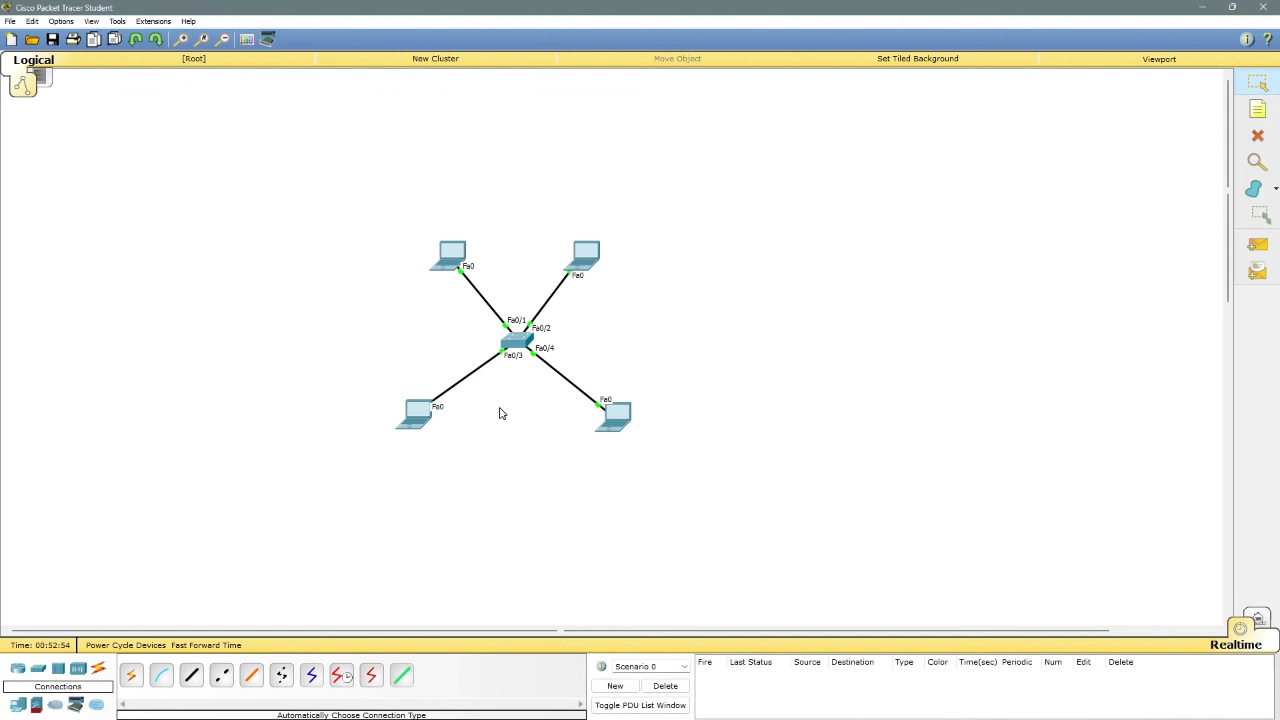 Cisco Packet Tracer Student
File Edit Options View Tools Extensions Help
Logical [Root] New Cluster Move Object Set Tiled Background Viewport
Fa0
Fa0
Fa0/1
Fa0/2
Fa0/4
Fa0/3
Fa0
Fa0
Time: 00:52:54 Power Cycle Devices Fast Forward Time Realtime
Scenario 0 Fire Last Status Source Destination Type Color Time(sec) Periodic Num Edit Delete
Connections New Delete
Toggle PDU List Window
Automatically Choose Connection Type